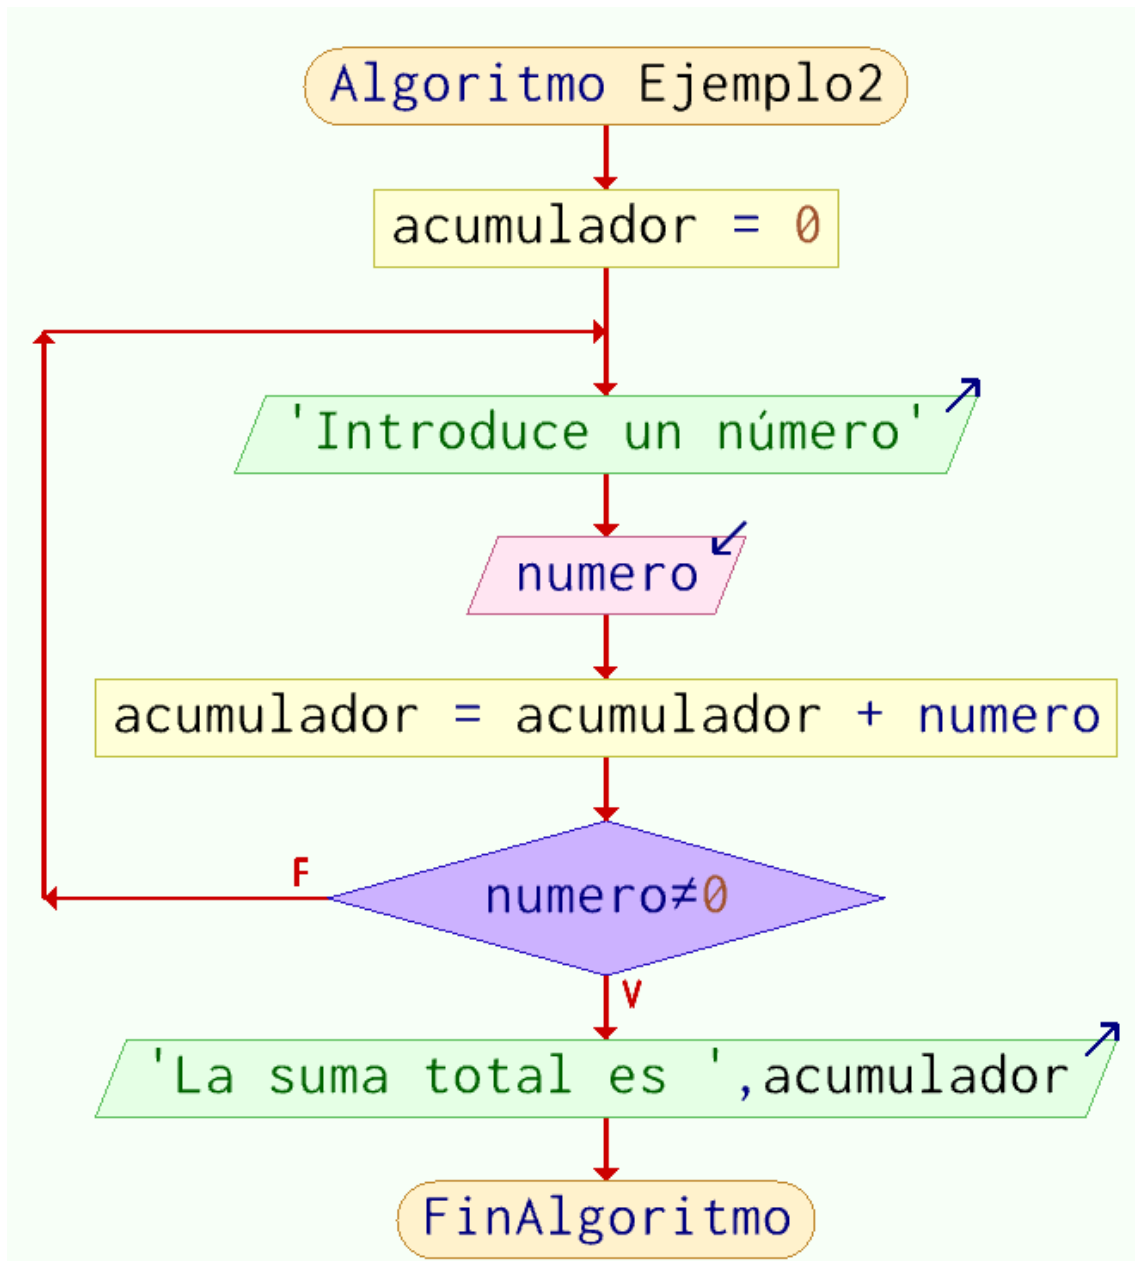 Algoritmo Ejemplo2
acumulador = 0
'Introduce un número'
numero
acumulador = acumulador + numero
F
numero≠0
V
'La suma total es ',acumulador
FinAlgoritmo